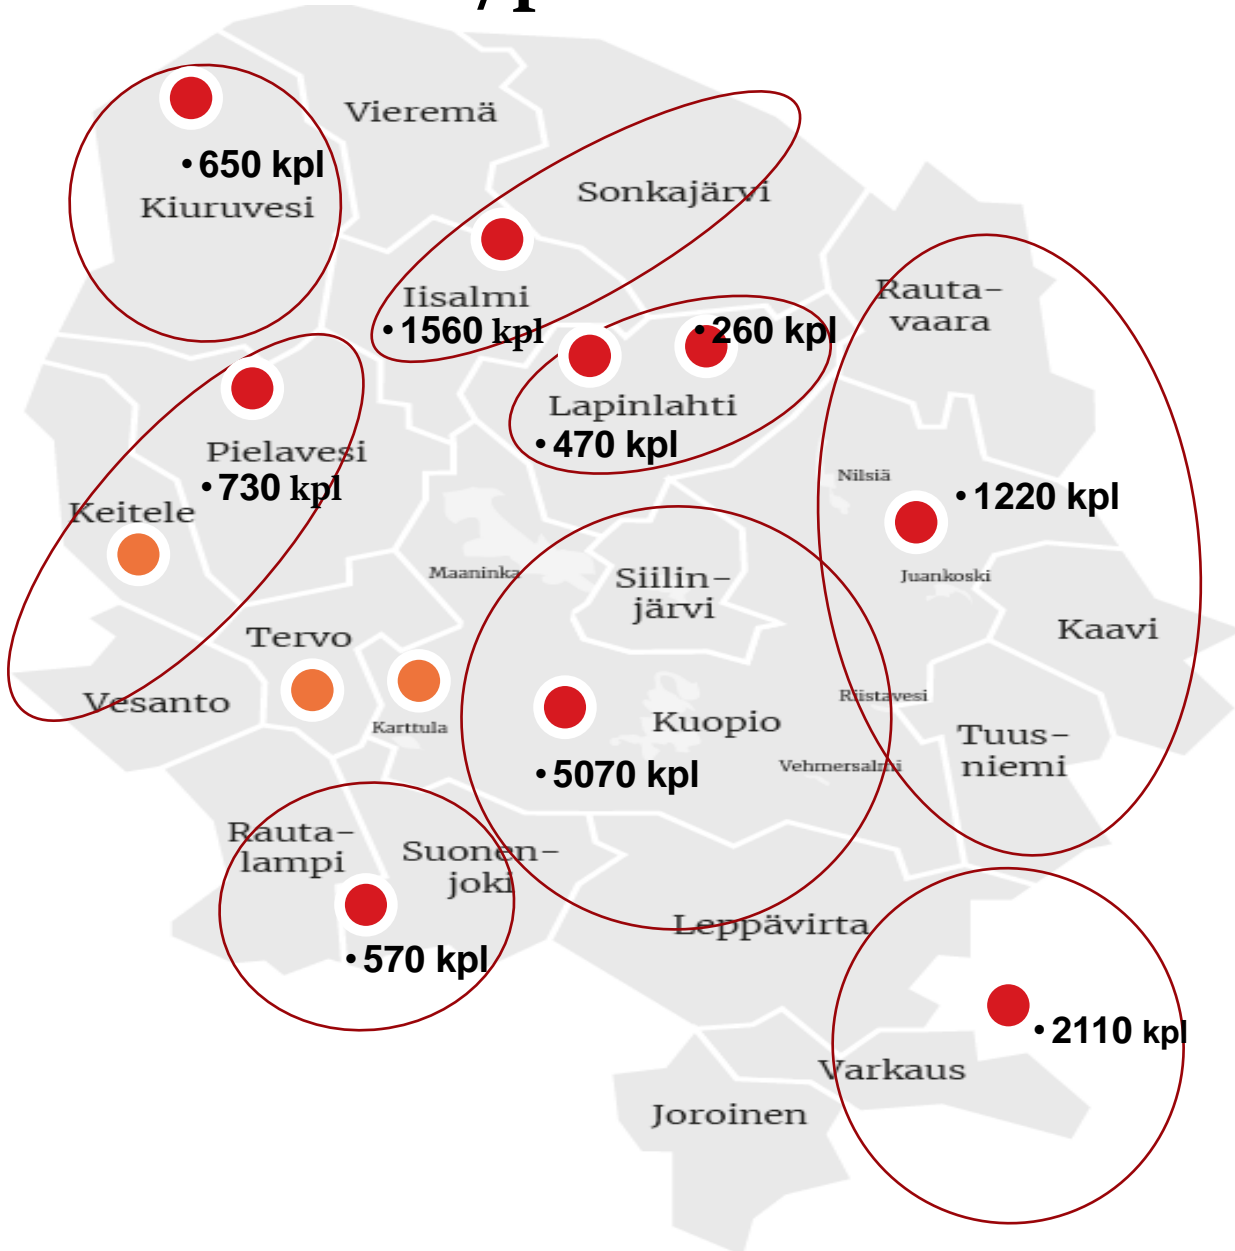 Vieremä
• 650 kpl
Kiuruvesi
Sonkajärvi
Iisalmi
• 1560 kpl
• 260 kpl
Rauta-
vaara
Lapinlahti
• 470 kpl
Pielavesi
• 730 kpl
Keitele
Nilsiä
• 1220 kpl
Maaninka
Siilin-
järvi
Juankoski
Kaavi
Tervo
Vesanto
Karttula
Riistavesi
Kuopio
Tuus-
niemi
Vehmersalmi
• 5070 kpl
Rauta-
lampi
Suonen-
joki
• 570 kpl
Leppävirta
• 2110 kpl
Varkaus
Joroinen